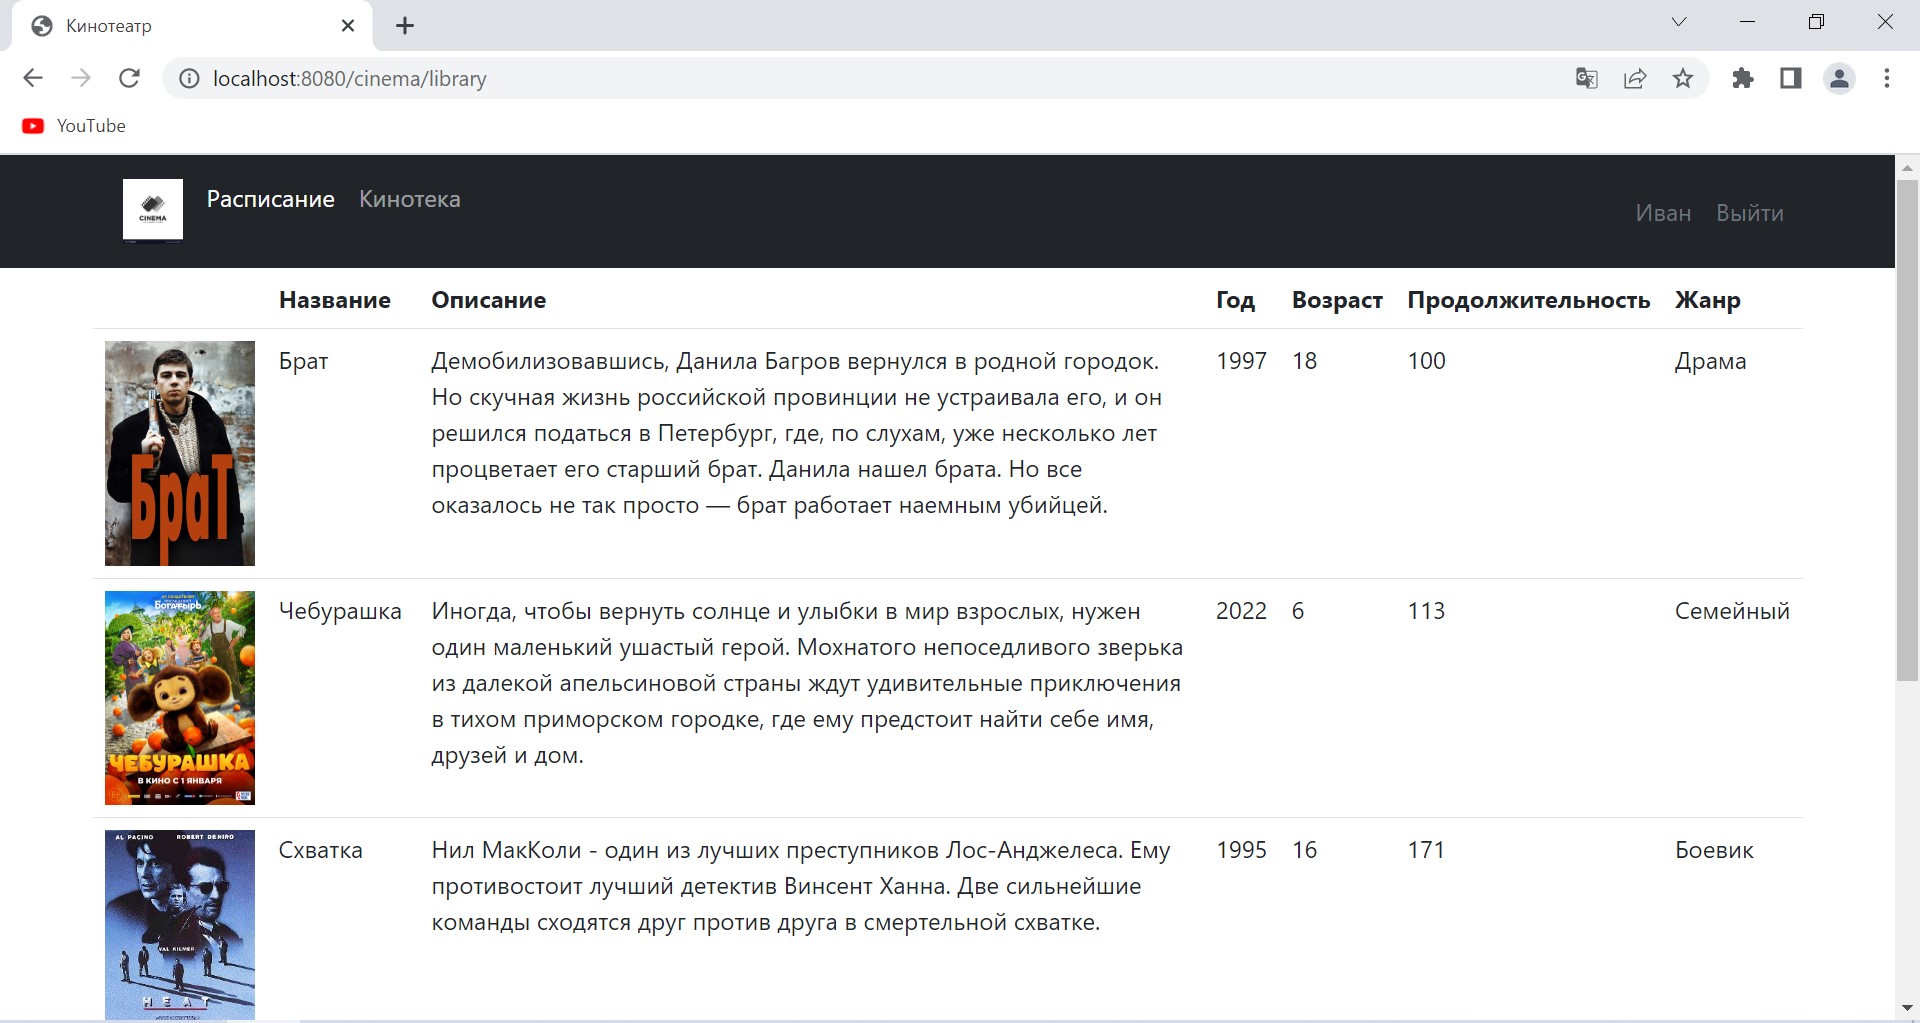 Кинотеатр
localhost:8080/cinema/library
YouTube
CINEMA
Расписание Кинотека
Иван Выйти
Название Описание Год Возраст Продолжительность Жанр
Брат
Демобилизовавшись, Данила Багров вернулся в родной городок.
Но скучная жизнь российской провинции не устраивала его, и он
решился податься в Петербург, где, по слухам, уже несколько лет
процветает его старший брат. Данила нашел брата. Но все
оказалось не так просто — брат работает наемным убийцей.
1997 18 100 Драма
БраТ
Чебурашка
Иногда, чтобы вернуть солнце и улыбки в мир взрослых, нужен
один маленький ушастый герой. Мохнатого непоседливого зверька
из далекой апельсиновой страны ждут удивительные приключения
в тихом приморском городке, где ему предстоит найти себе имя,
друзей и дом.
2022 6 113 Семейный
БОГАТЫРЬ
ЧЕБУРАШКА
В КИНО С 1 ЯНВАРЯ
Схватка
Нил МакКоли - один из лучших преступников Лос-Анджелеса. Ему
противостоит лучший детектив Винсент Ханна. Две сильнейшие
команды сходятся друг против друга в смертельной схватке.
1995 16 171 Боевик
AL PACINO ROBERT DE NIRO
VAL KILMER
HEAT